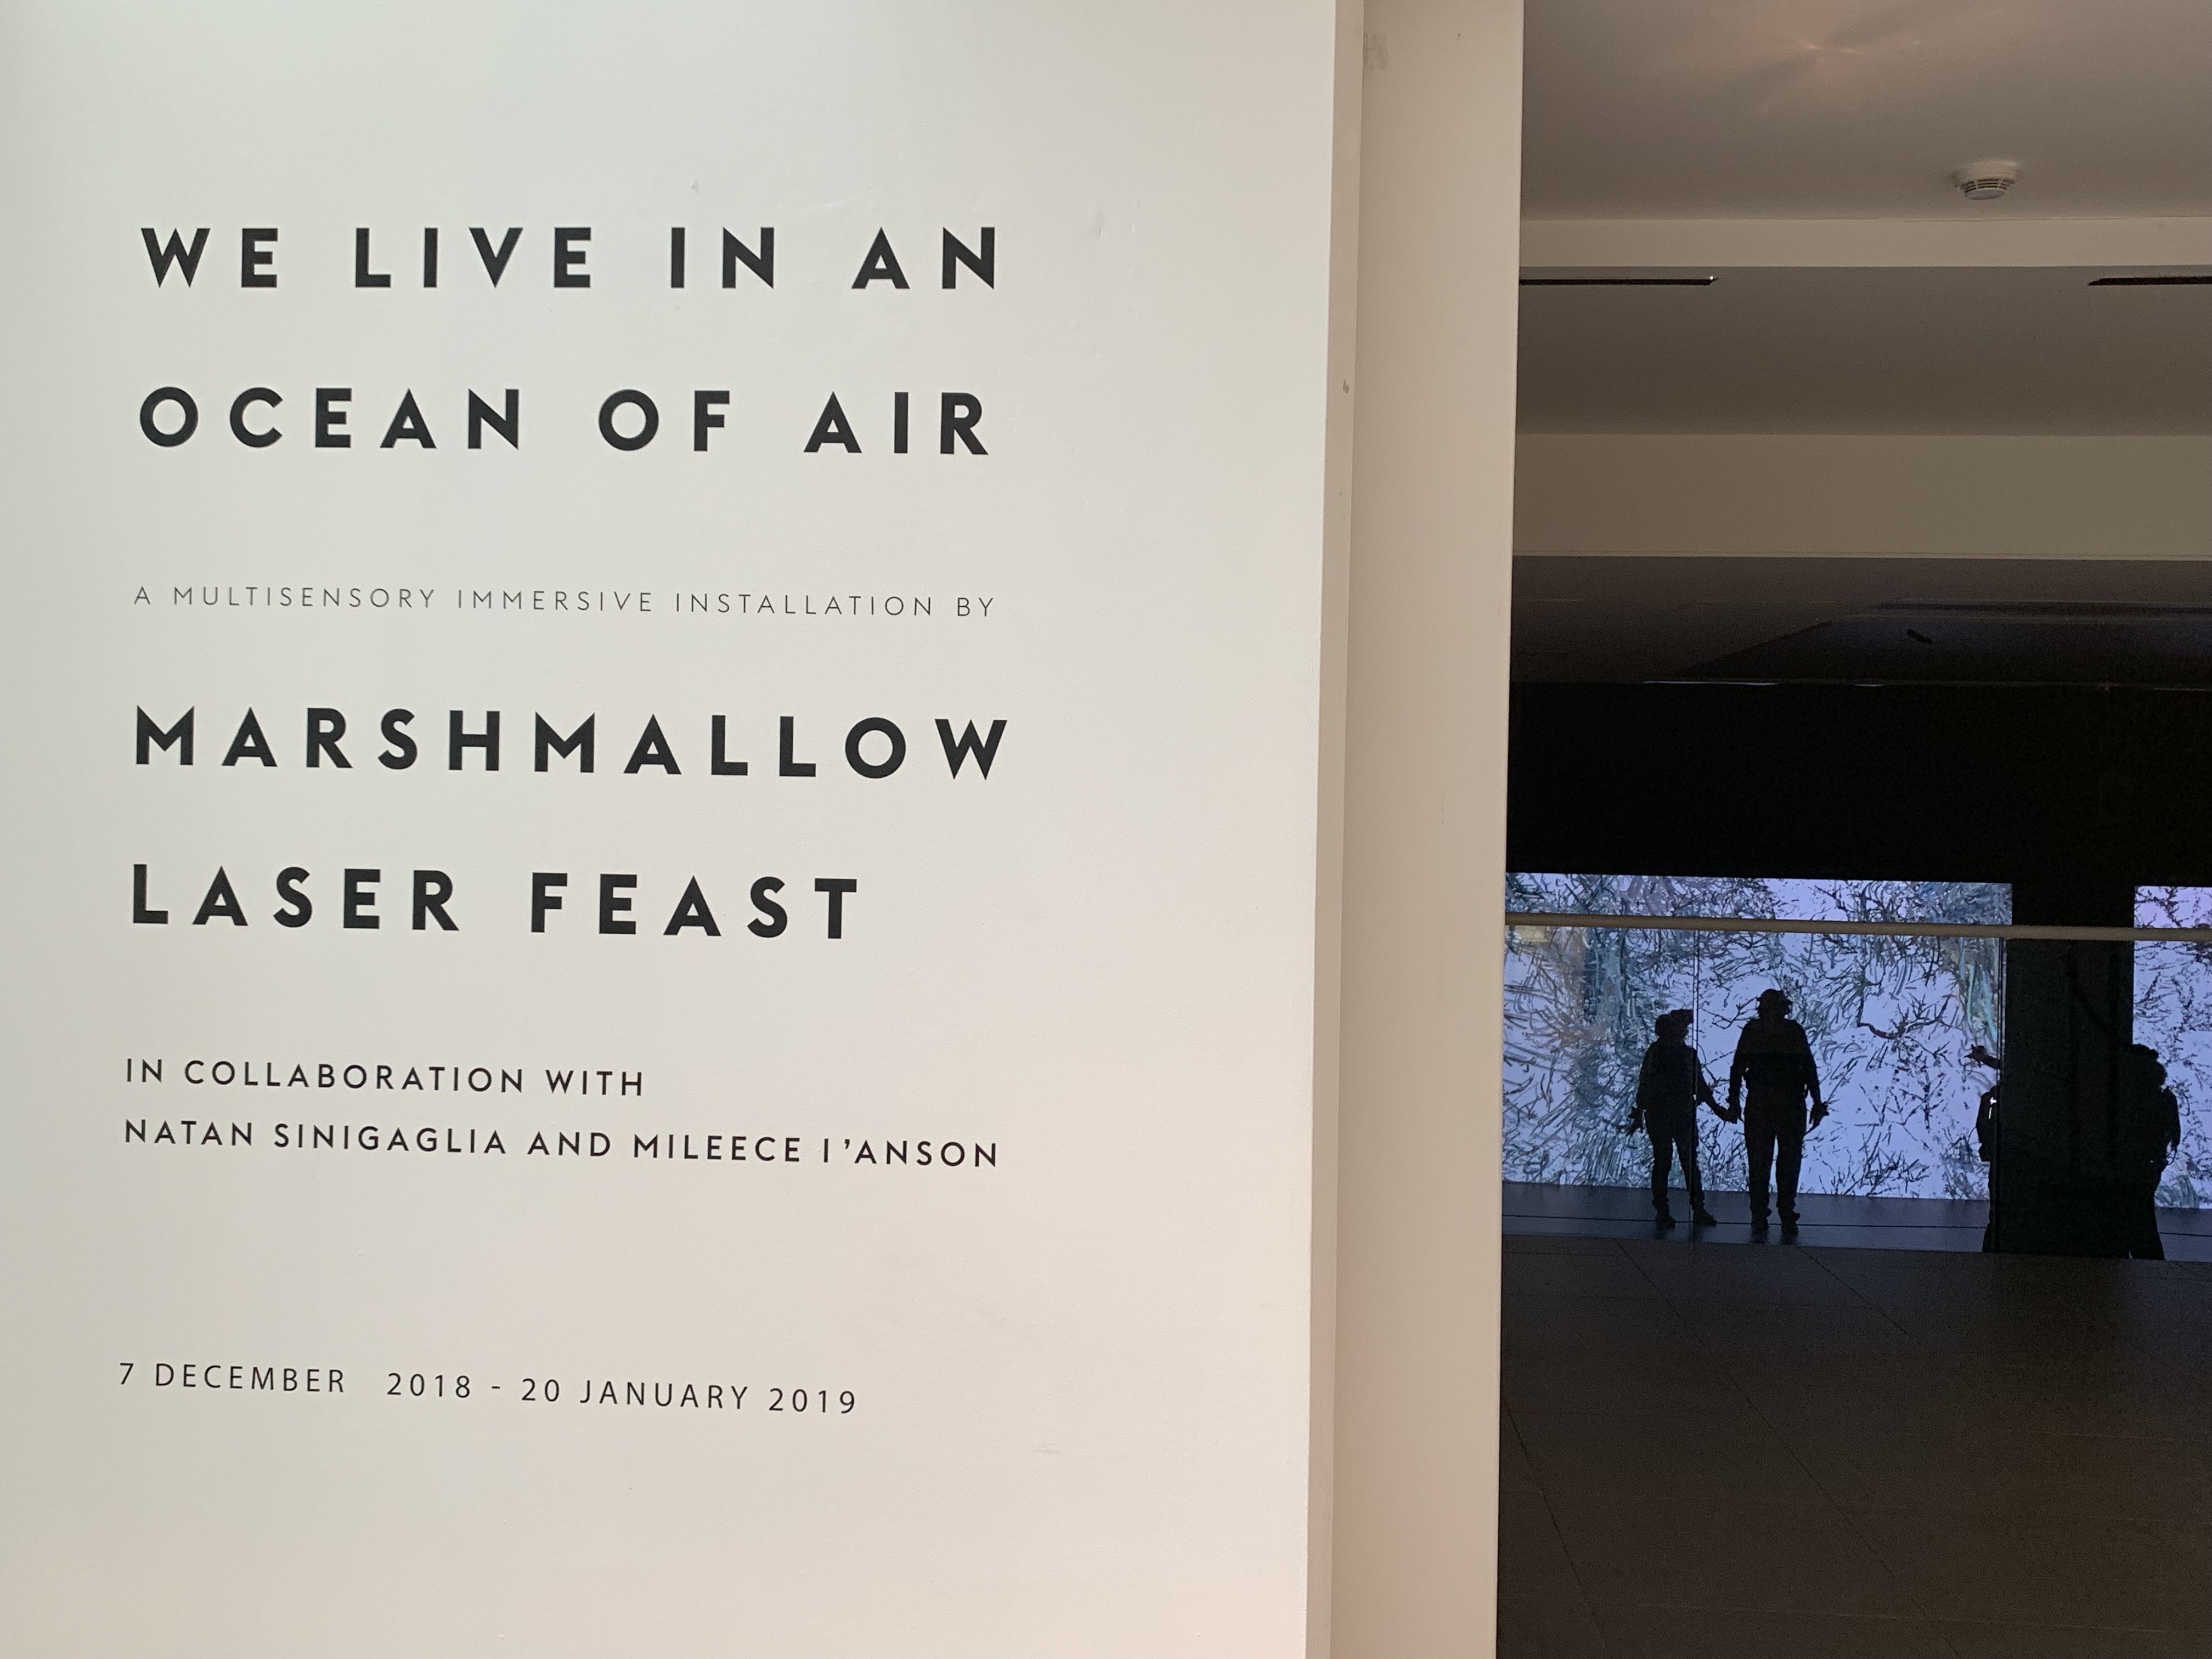 WE LIVE IN AN
OCEAN OF AIR
A MULTISENSORY IMMERSIVE INSTALLATION BY
MARSHMALLOW
LASER FEAST
IN COLLABORATION WITH
NATAN SINIGAGLIA AND MILEECE I'ANSON
7 DECEMBER 2018 - 20 JANUARY 2019